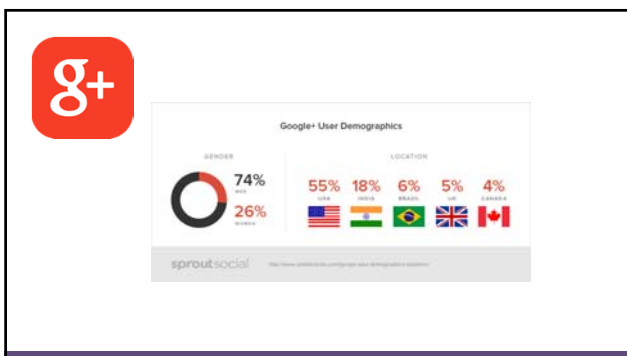 g+
Google+ User Demographics
GENDER
LOCATION
74%
MEN
26%
WOMEN
55% 18% 6% 5% 4%
USA INDIA BRAZIL UK CANADA
sproutsocial